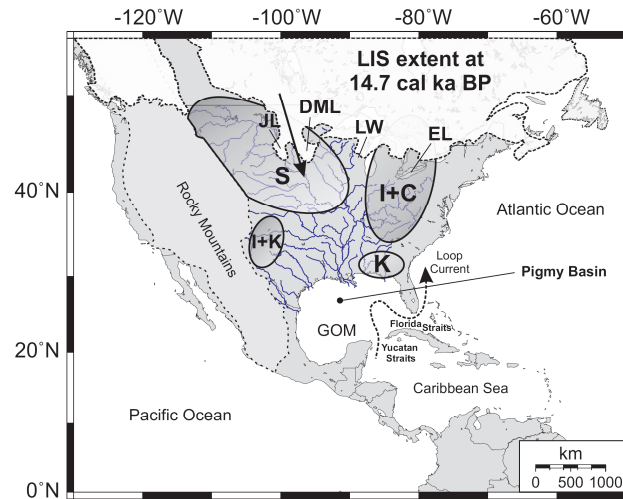 -120°W -100°W -80°W -60°W
LIS extent at
14.7 cal ka BP
DML
JL
LW
EL
S
I+C
40°N
Rocky Mountains
Atlantic Ocean
I+K
K
Loop
Current
Pigmy Basin
GOM
Florida Straits
Yucatan
Straits
20°N
Caribbean Sea
Pacific Ocean
km
0 500 1000
0°N